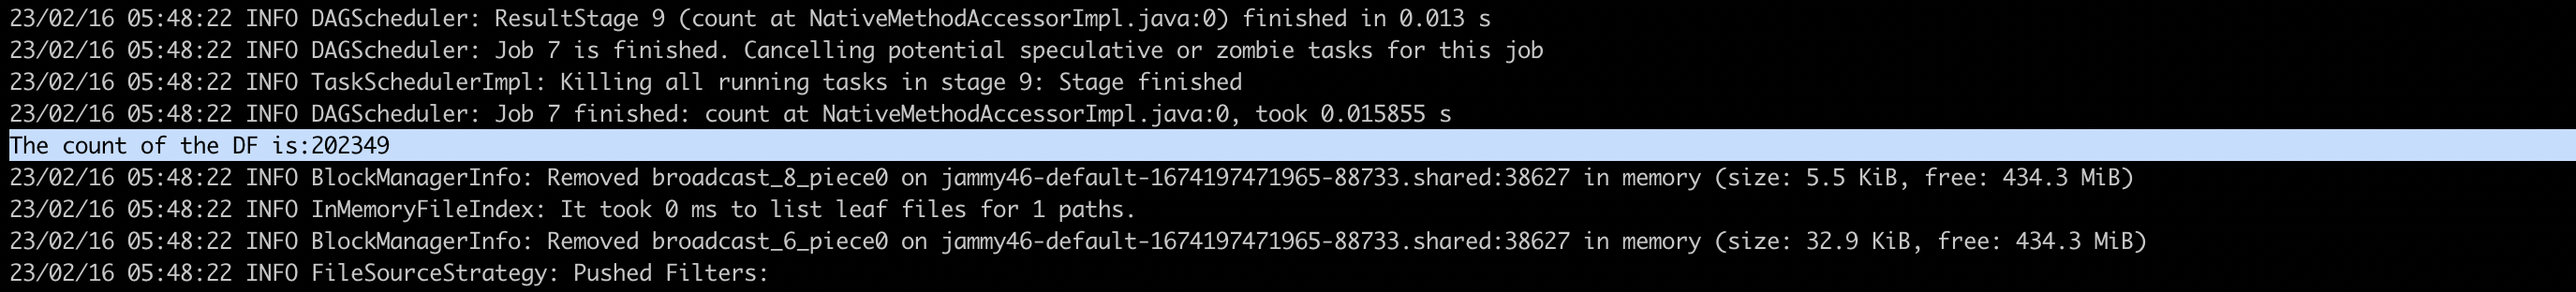 23/02/16 05:48:22 INFO DAGScheduler: ResultStage 9 (count at NativeMethodAccessorImpl.java:0) finished in 0.013 s
23/02/16 05:48:22 INFO DAGScheduler: Job 7 is finished. Cancelling potential speculative or zombie tasks for this job
23/02/16 05:48:22 INFO TaskSchedulerImpl: Killing all running tasks in stage 9: Stage finished
23/02/16 05:48:22 INFO DAGScheduler: Job 7 finished: count at NativeMethodAccessorImpl.java:0, took 0.015855 s
The count of the DF is:202349
23/02/16 05:48:22 INFO BlockManagerInfo: Removed broadcast_8_piece0 on jammy46-default-1674197471965-88733.shared:38627 in memory (size: 5.5 KiB, free: 434.3 MiB)
23/02/16 05:48:22 INFO InMemoryFileIndex: It took 0 ms to list leaf files for 1 paths.
23/02/16 05:48:22 INFO BlockManagerInfo: Removed broadcast_6_piece0 on jammy46-default-1674197471965-88733.shared:38627 in memory (size: 32.9 KiB, free: 434.3 MiB)
23/02/16 05:48:22 INFO FileSourceStrategy: Pushed Filters: